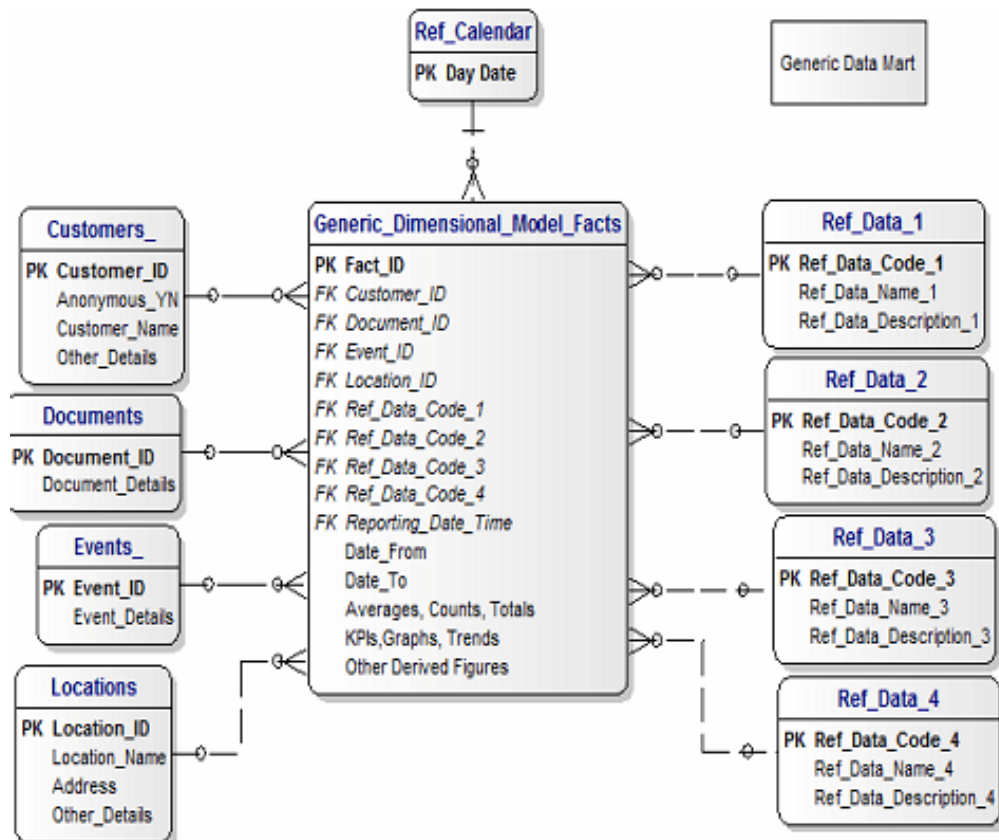 Ref_Calendar
PK Day Date
Generic Data Mart
Customers_
PK Customer_ID
Anonymous_YN
Customer_Name
Other_Details
Documents
PK Document_ID
Document_Details
Events_
PK Event_ID
Event_Details
Locations
PK Location_ID
Location_Name
Address
Other_Details
Generic_Dimensional_Model_Facts
PK Fact_ID
FK Customer_ID
FK Document_ID
FK Event_ID
FK Location_ID
FK Ref_Data_Code_1
FK Ref_Data_Code_2
FK Ref_Data_Code_3
FK Ref_Data_Code_4
FK Reporting_Date_Time
Date_From
Date_To
Averages, Counts, Totals
KPIs,Graphs, Trends
Other Derived Figures
Ref_Data_1
PK Ref_Data_Code_1
Ref_Data_Name_1
Ref_Data_Description_1
Ref_Data_2
PK Ref_Data_Code_2
Ref_Data_Name_2
Ref_Data_Description_2
Ref_Data_3
PK Ref_Data_Code_3
Ref_Data_Name_3
Ref_Data_Description_3
Ref_Data_4
PK Ref_Data_Code_4
Ref_Data_Name_4
Ref_Data_Description_4